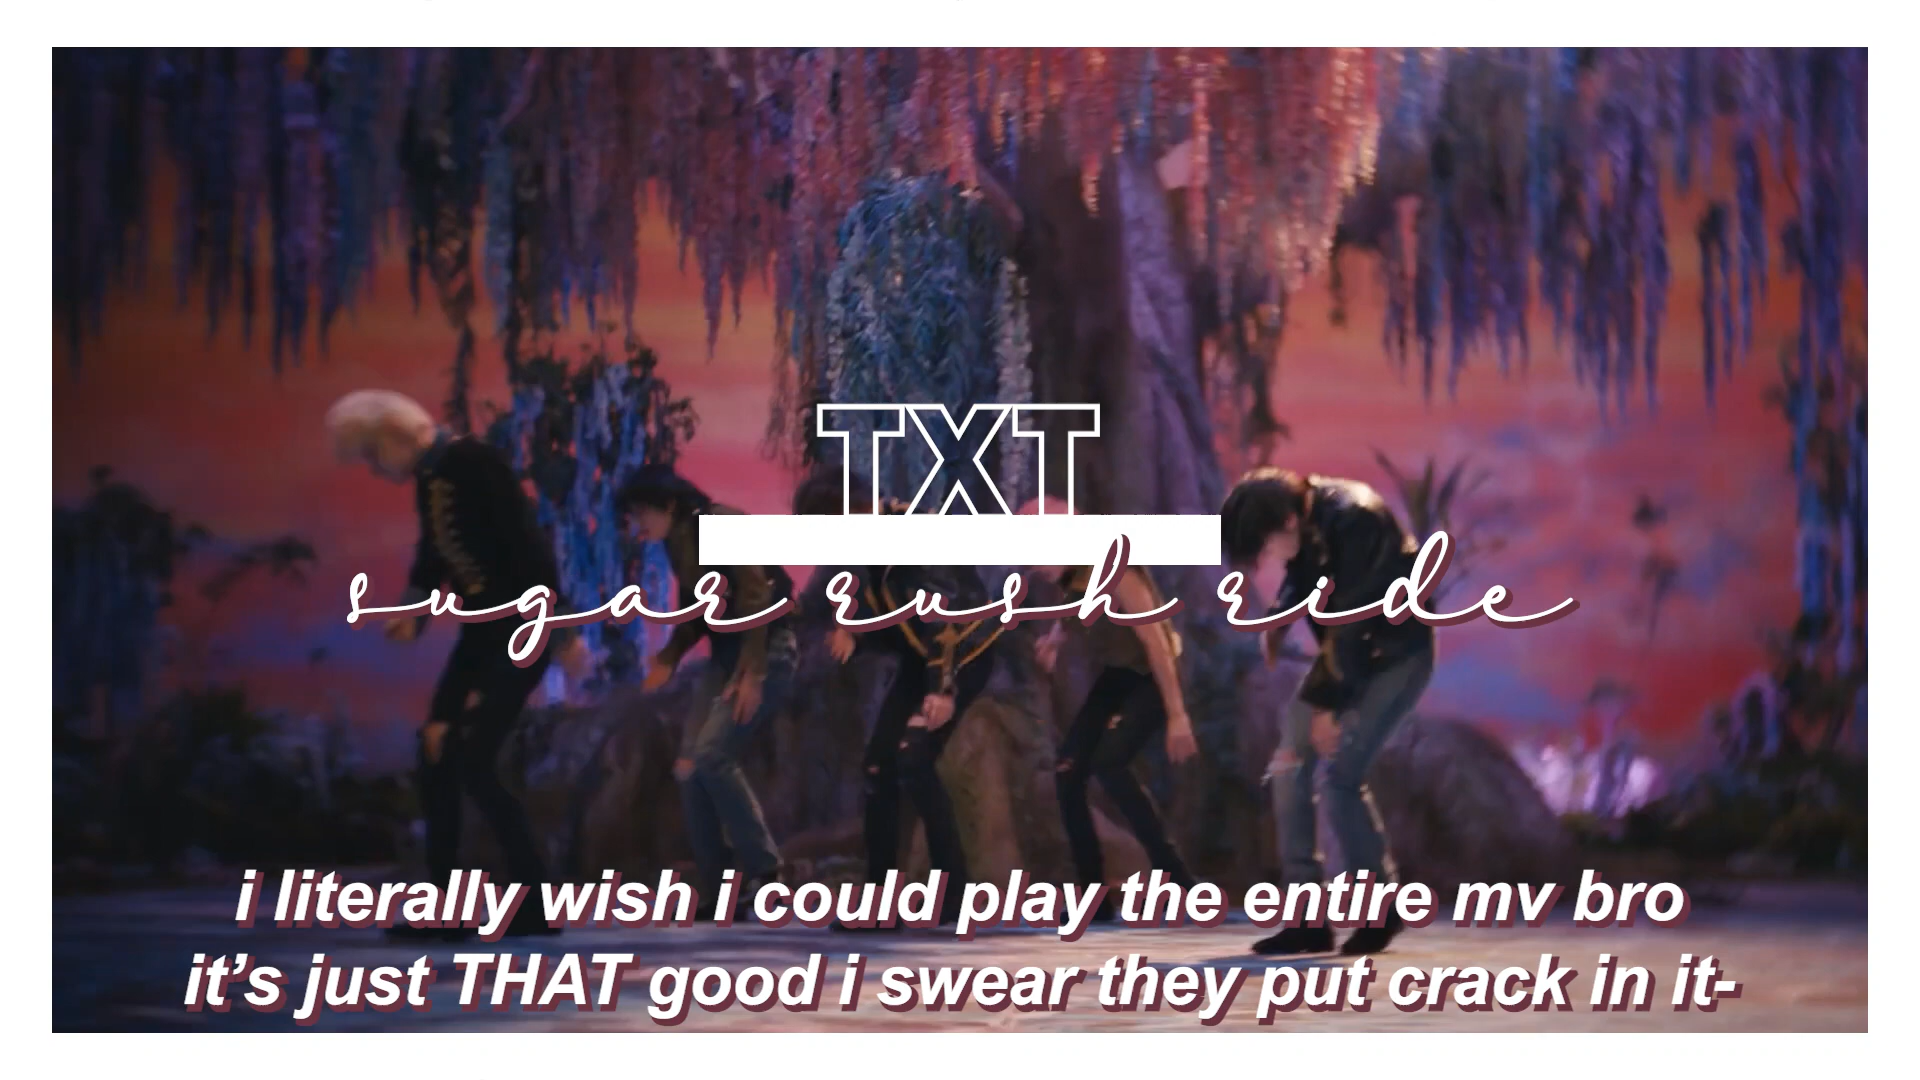 TXT
sugar rush ride
i literally wish i could play the entire mv bro
it’s just THAT good i swear they put crack in it-